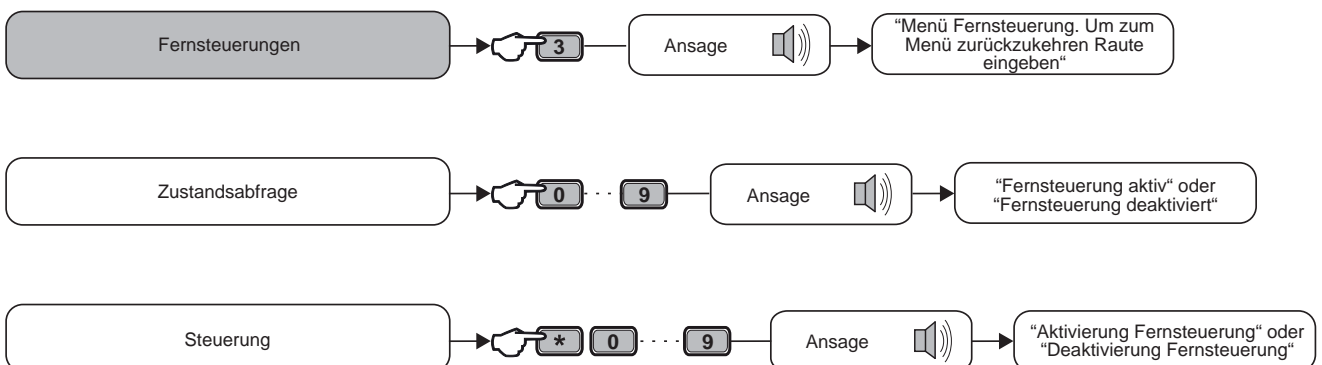 Fernsteuerungen
3
Ansage
“Menü Fernsteuerung. Um zum
Menü zurückzukehren Raute
eingeben“
Zustandsabfrage
0 · · 9
Ansage
“Fernsteuerung aktiv“ oder
“Fernsteuerung deaktiviert“
Steuerung
* 0 · · · · 9
Ansage
“Aktivierung Fernsteuerung“ oder
“Deaktivierung Fernsteuerung“